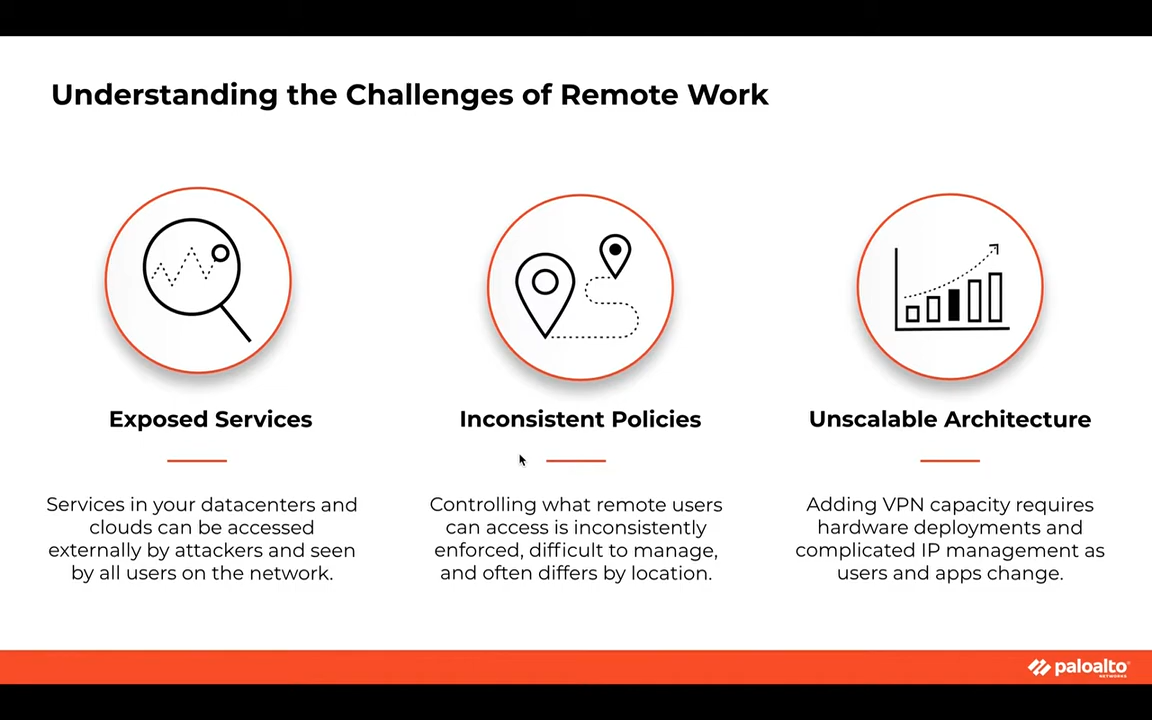 Understanding the Challenges of Remote Work
Exposed Services
Services in your datacenters and
clouds can be accessed
externally by attackers and seen
by all users on the network.
Inconsistent Policies
Controlling what remote users
can access is inconsistently
enforced, difficult to manage,
and often differs by location.
Unscalable Architecture
Adding VPN capacity requires
hardware deployments and
complicated IP management as
users and apps change.
paloalto
NETWORKS